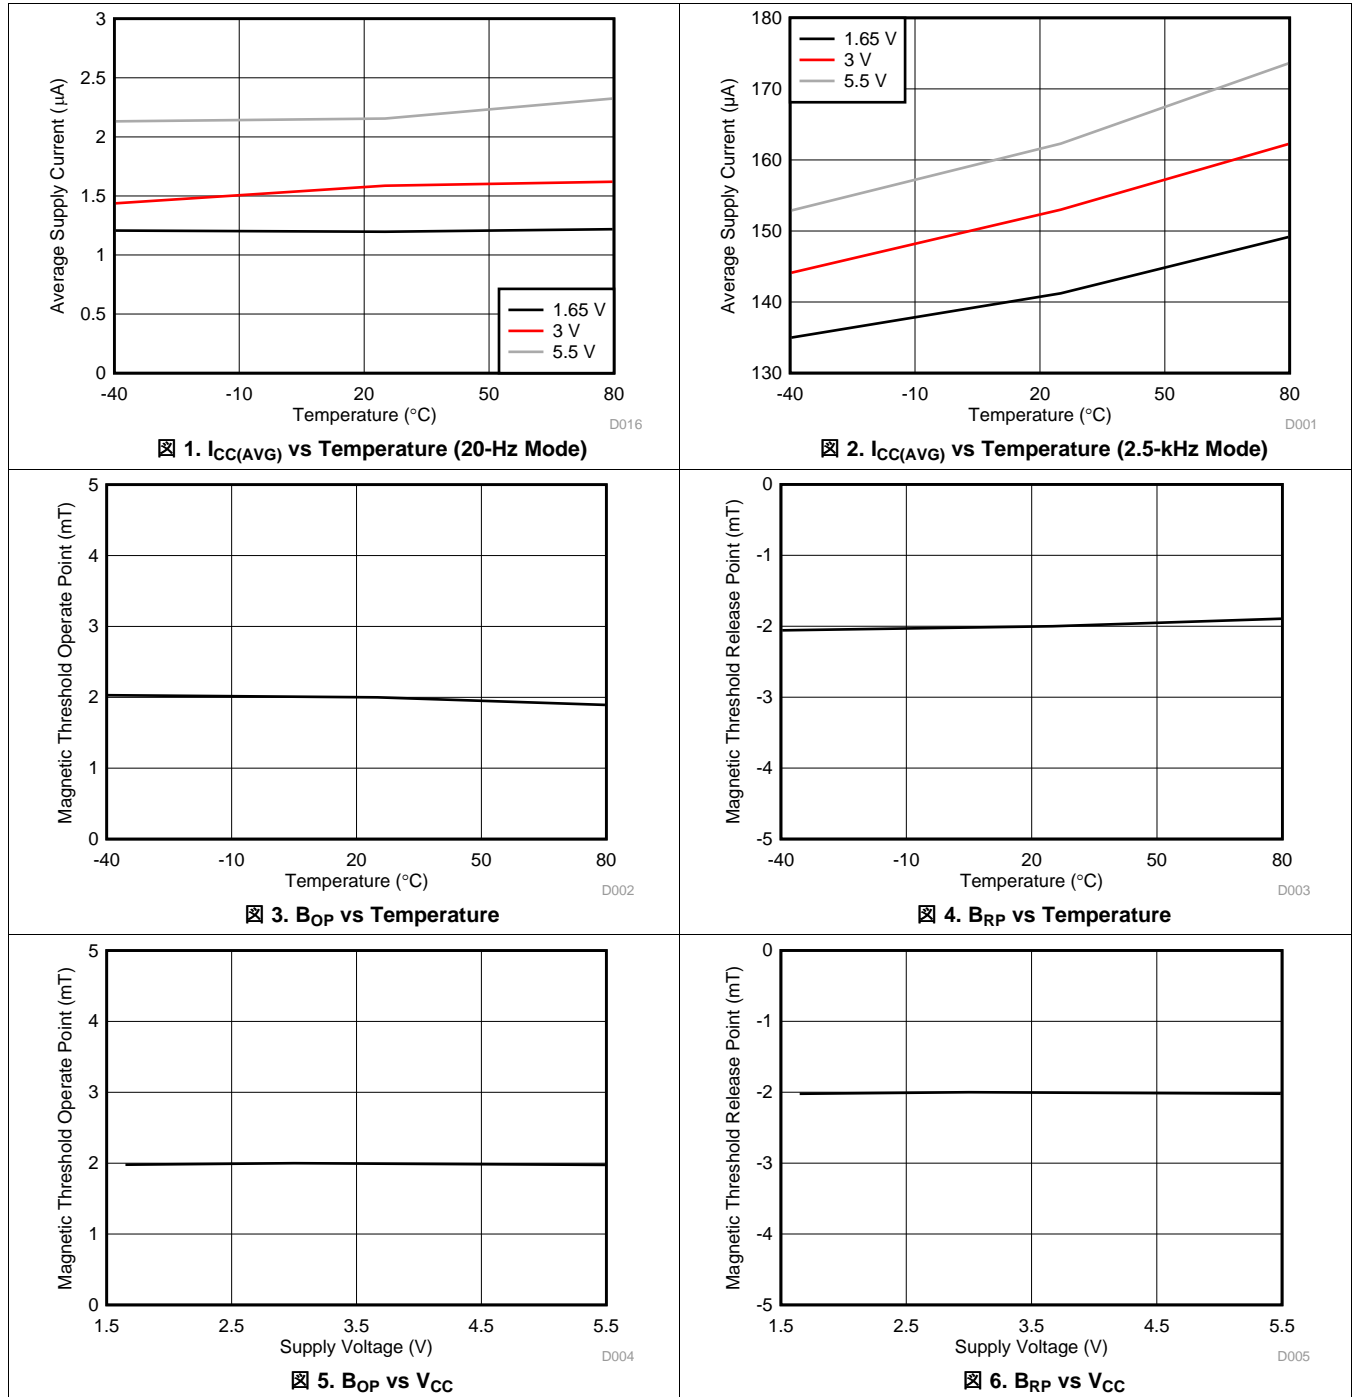 3
2.5
2
1.5
1
0.5
0
-40
-10
20
50
80
Average Supply Current (µA)
Temperature (°C)
1.65 V
3 V
5.5 V
D016
図 1. ICC(AVG) vs Temperature (20-Hz Mode)
180
170
160
150
140
130
-40
-10
20
50
80
Average Supply Current (µA)
Temperature (°C)
1.65 V
3 V
5.5 V
D001
図 2. ICC(AVG) vs Temperature (2.5-kHz Mode)
5
4
3
2
1
0
-40
-10
20
50
80
Magnetic Threshold Operate Point (mT)
Temperature (°C)
D002
図 3. BOP vs Temperature
0
-1
-2
-3
-4
-5
-40
-10
20
50
80
Magnetic Threshold Release Point (mT)
Temperature (°C)
D003
図 4. BRP vs Temperature
5
4
3
2
1
0
1.5
2.5
3.5
4.5
5.5
Magnetic Threshold Operate Point (mT)
Supply Voltage (V)
D004
図 5. BOP vs VCC
0
-1
-2
-3
-4
-5
1.5
2.5
3.5
4.5
5.5
Magnetic Threshold Release Point (mT)
Supply Voltage (V)
D005
図 6. BRP vs VCC